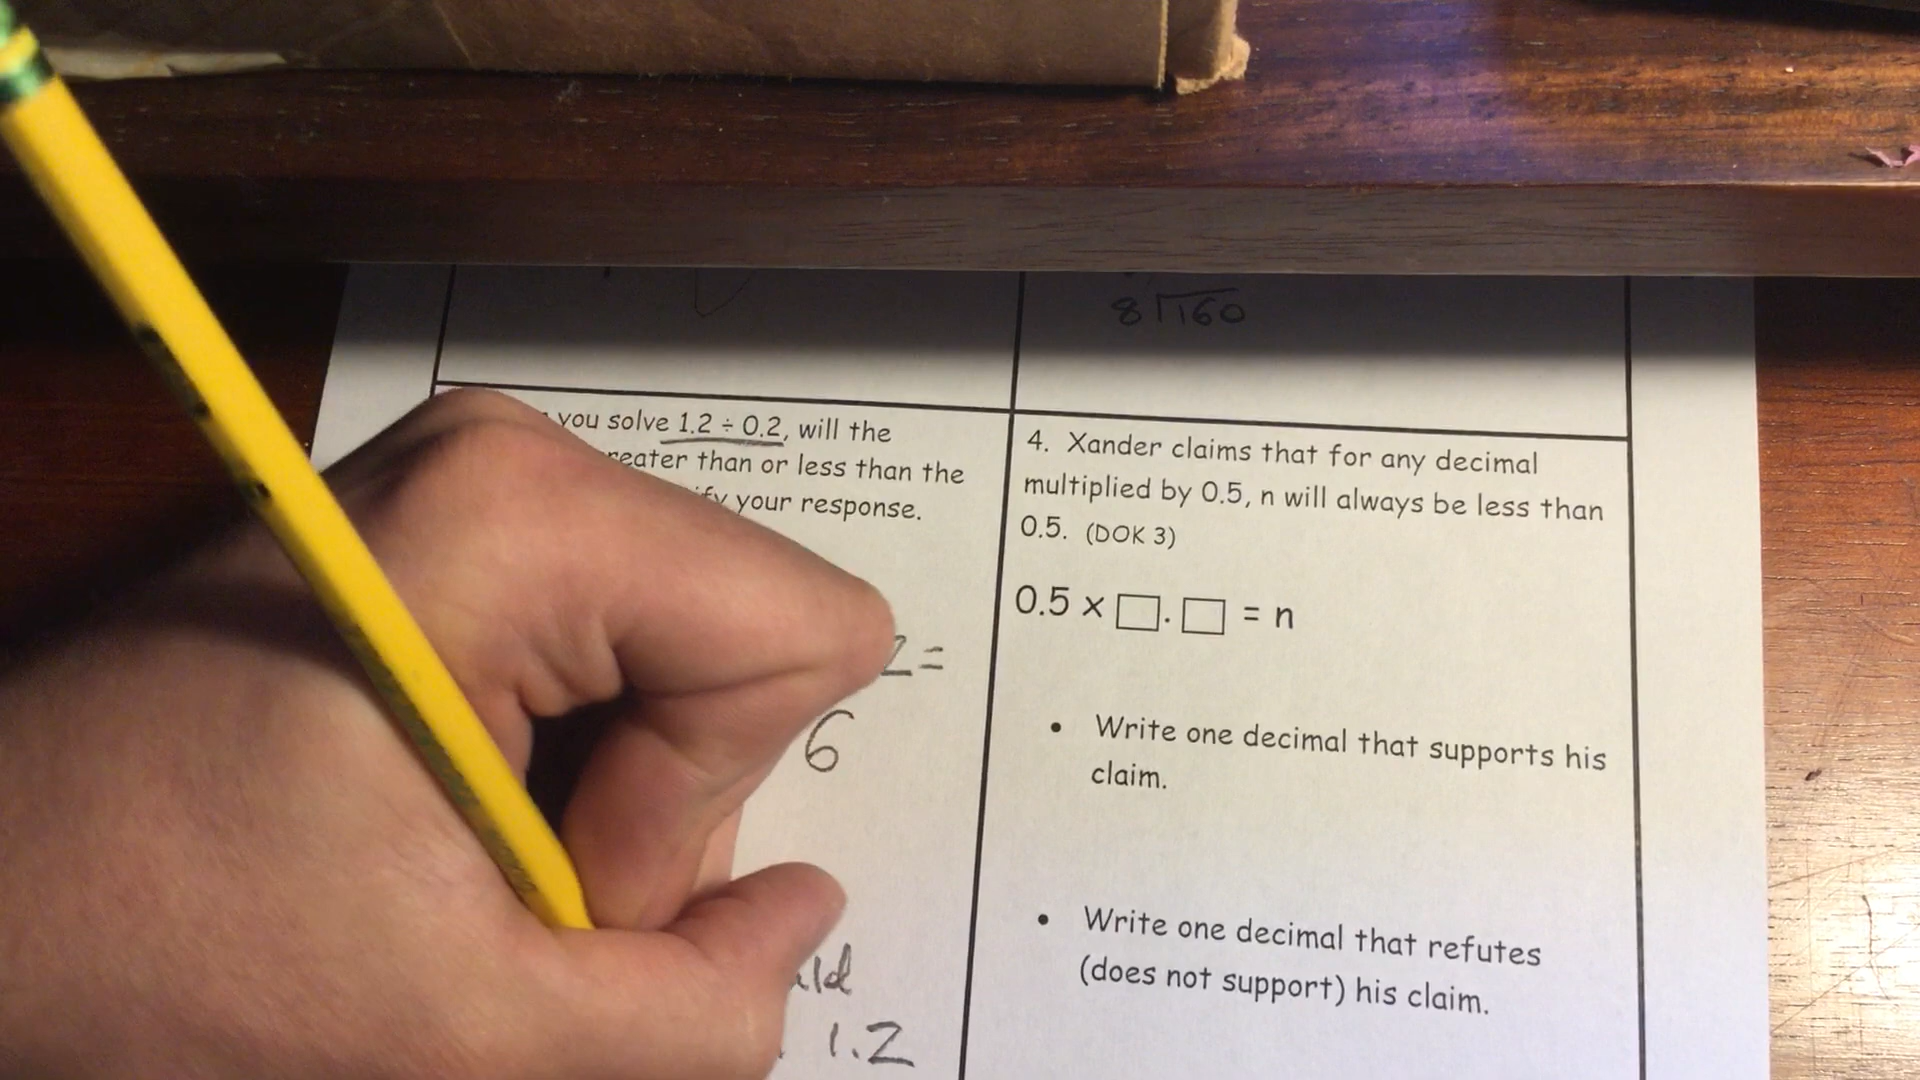 8 160
you solve 1.2 ÷ 0.2, will the
than or less than the
your response.
2 =
6
1.2
4. Xander claims that for any decimal
multiplied by 0.5, n will always be less than
0.5. (DOK 3)
0.5 × □.□ = n
• Write one decimal that supports his
claim.
• Write one decimal that refutes
(does not support) his claim.